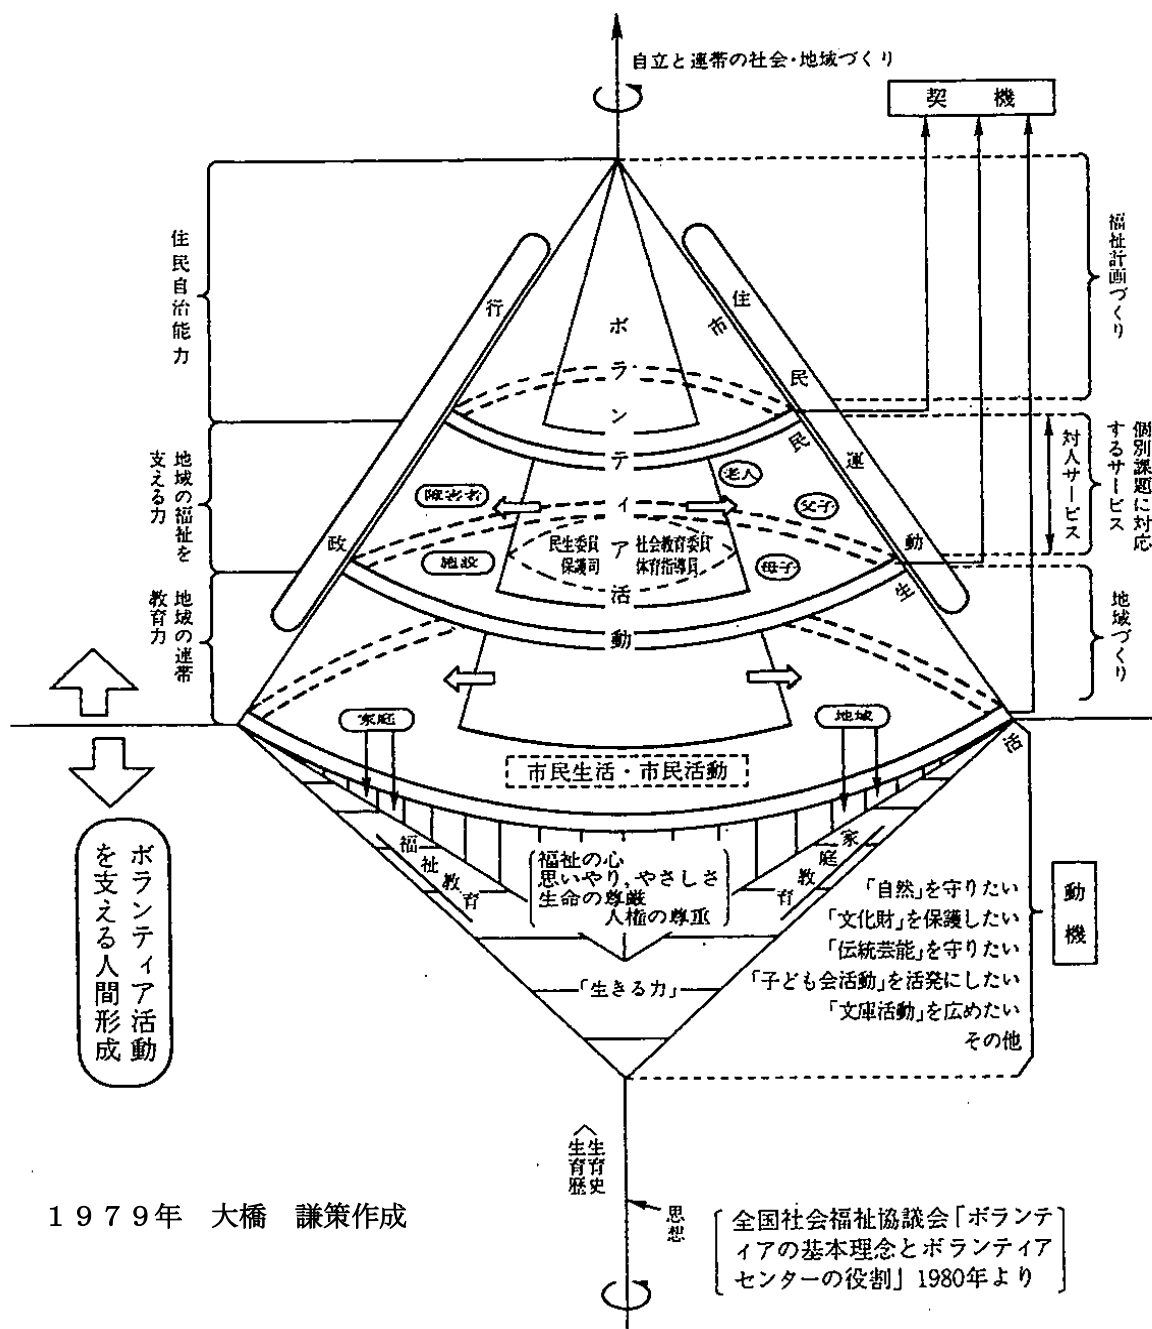 自立と連帯の社会・地域づくり
契機
住民自治能力
地域の福祉を
支える力
地域の連帯
教育力
行政
住民運動
市民生活
ボランティア活動
福祉計画づくり
個別課題に対応
するサービス
対人サービス
地域づくり
老人
障害者
父子
民生委員
保護司
社会教育委員
体育指導員
施設
母子
家庭
地域
市民生活・市民活動
福祉教育
家庭教育
福祉の心
思いやり，やさしさ
生命の尊厳
人権の尊重
「生きる力」
ボランティア活動
を支える人間形成
動機
「自然」を守りたい
「文化財」を保護したい
「伝統芸能」を守りたい
「子ども会活動」を活発にしたい
「文庫活動」を広めたい
その他
生育史
生育歴
思想
1979年 大橋 謙策作成
全国社会福祉協議会「ボランテ
ィアの基本理念とボランティア
センターの役割」1980年より